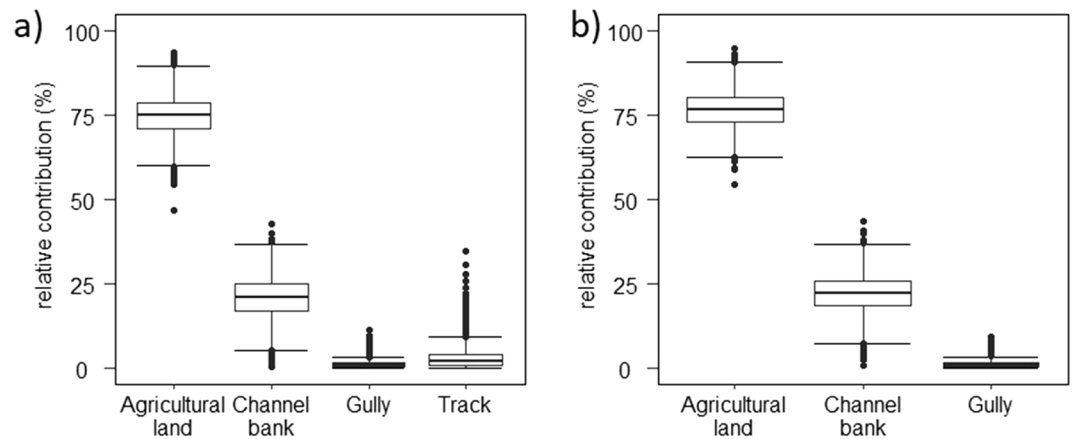 a)
relative contribution (%)
100
75
50
25
0
Agricultural land
Channel bank
Gully
Track
b)
relative contribution (%)
100
75
50
25
0
Agricultural land
Channel bank
Gully